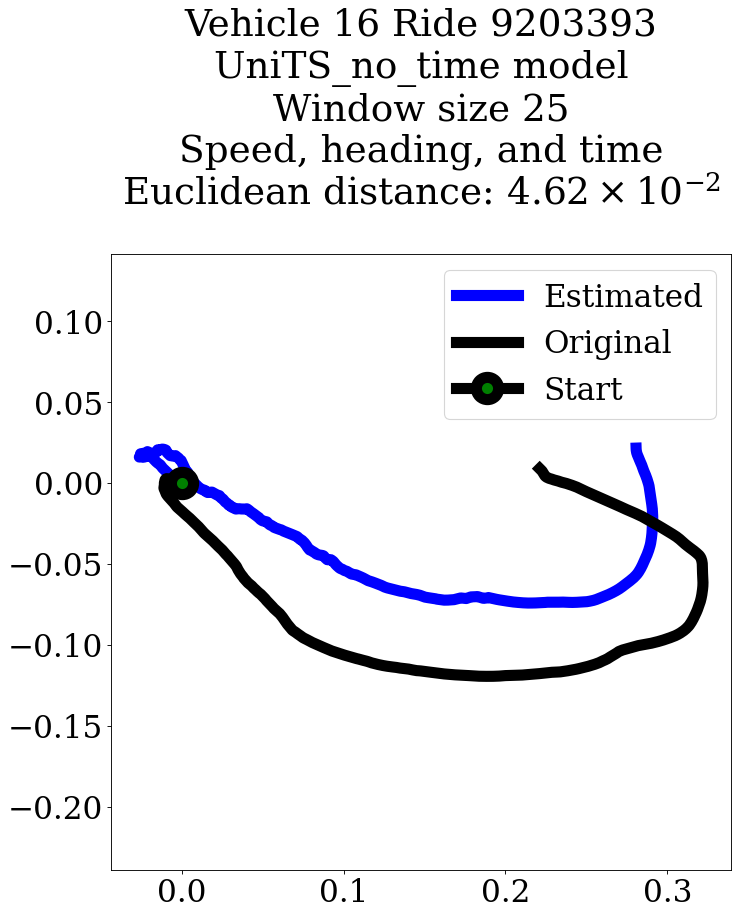 Vehicle 16 Ride 9203393
UniTS_no_time model
Window size 25
Speed, heading, and time
Euclidean distance: 4.62 × 10⁻²
Estimated
Original
Start
0.10
0.05
0.00
−0.05
−0.10
−0.15
−0.20
0.0 0.1 0.2 0.3